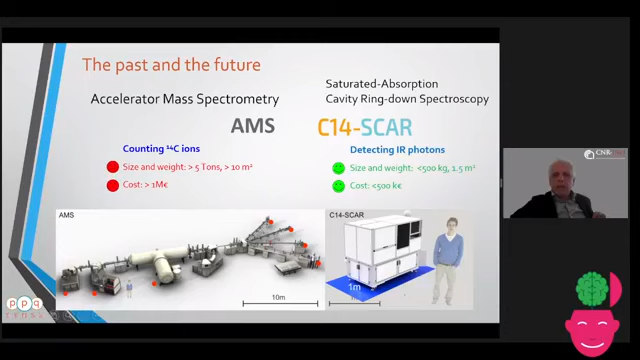 The past and the future
Accelerator Mass Spectrometry
AMS
Counting ¹⁴C ions
Size and weight: > 5 Tons, > 10 m²
Cost: > 1M€
Saturated-Absorption
Cavity Ring-down Spectroscopy
C14-SCAR
Detecting IR photons
Size and weight: <500 kg, 1.5 m²
Cost: <500 k€
AMS
10m
C14-SCAR
1m
ppq